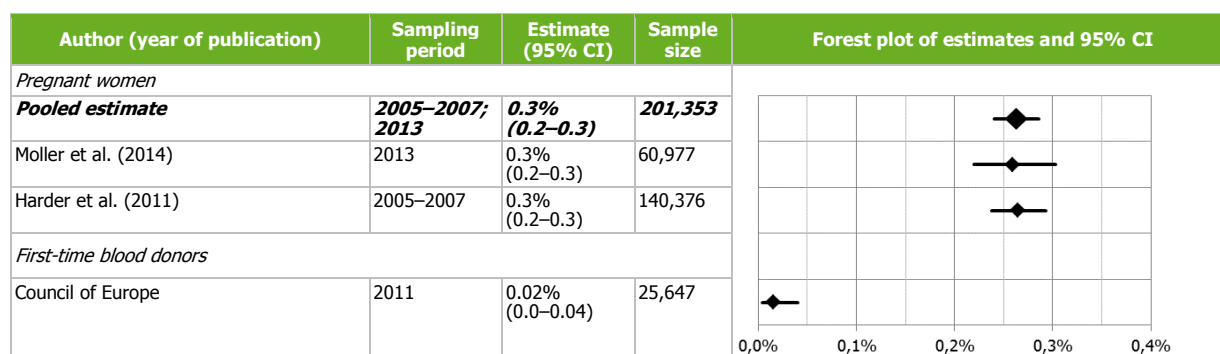 Author (year of publication) Sampling period Estimate (95% CI) Sample size Forest plot of estimates and 95% CI
Pregnant women
Pooled estimate 2005–2007; 2013 0.3% (0.2–0.3) 201,353
Moller et al. (2014) 2013 0.3% (0.2–0.3) 60,977
Harder et al. (2011) 2005–2007 0.3% (0.2–0.3) 140,376
First-time blood donors
Council of Europe 2011 0.02% (0.0–0.04) 25,647
0,0% 0,1% 0,2% 0,3% 0,4%